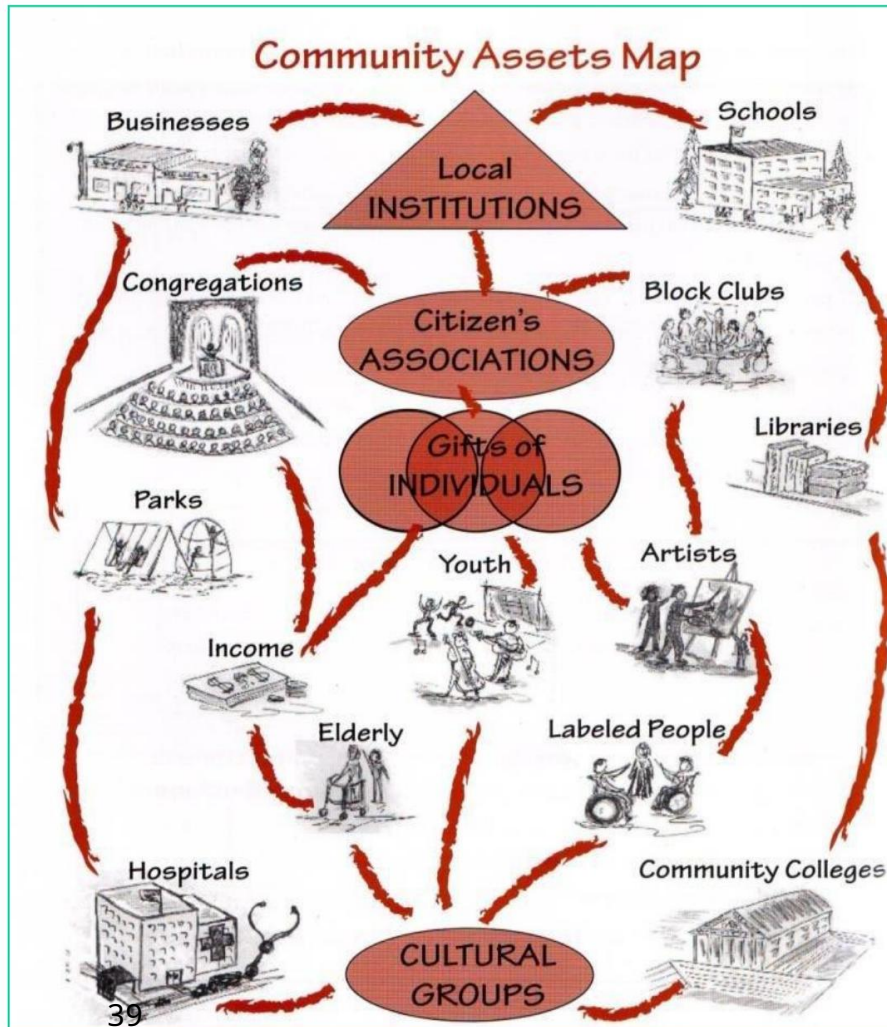 Community Assets Map
Businesses
Schools
Local
INSTITUTIONS
Congregations
Citizen's
ASSOCIATIONS
Block Clubs
Gifts of
INDIVIDUALS
Libraries
Parks
Youth
Artists
Income
Elderly
Labeled People
Hospitals
Community Colleges
CULTURAL
GROUPS
39